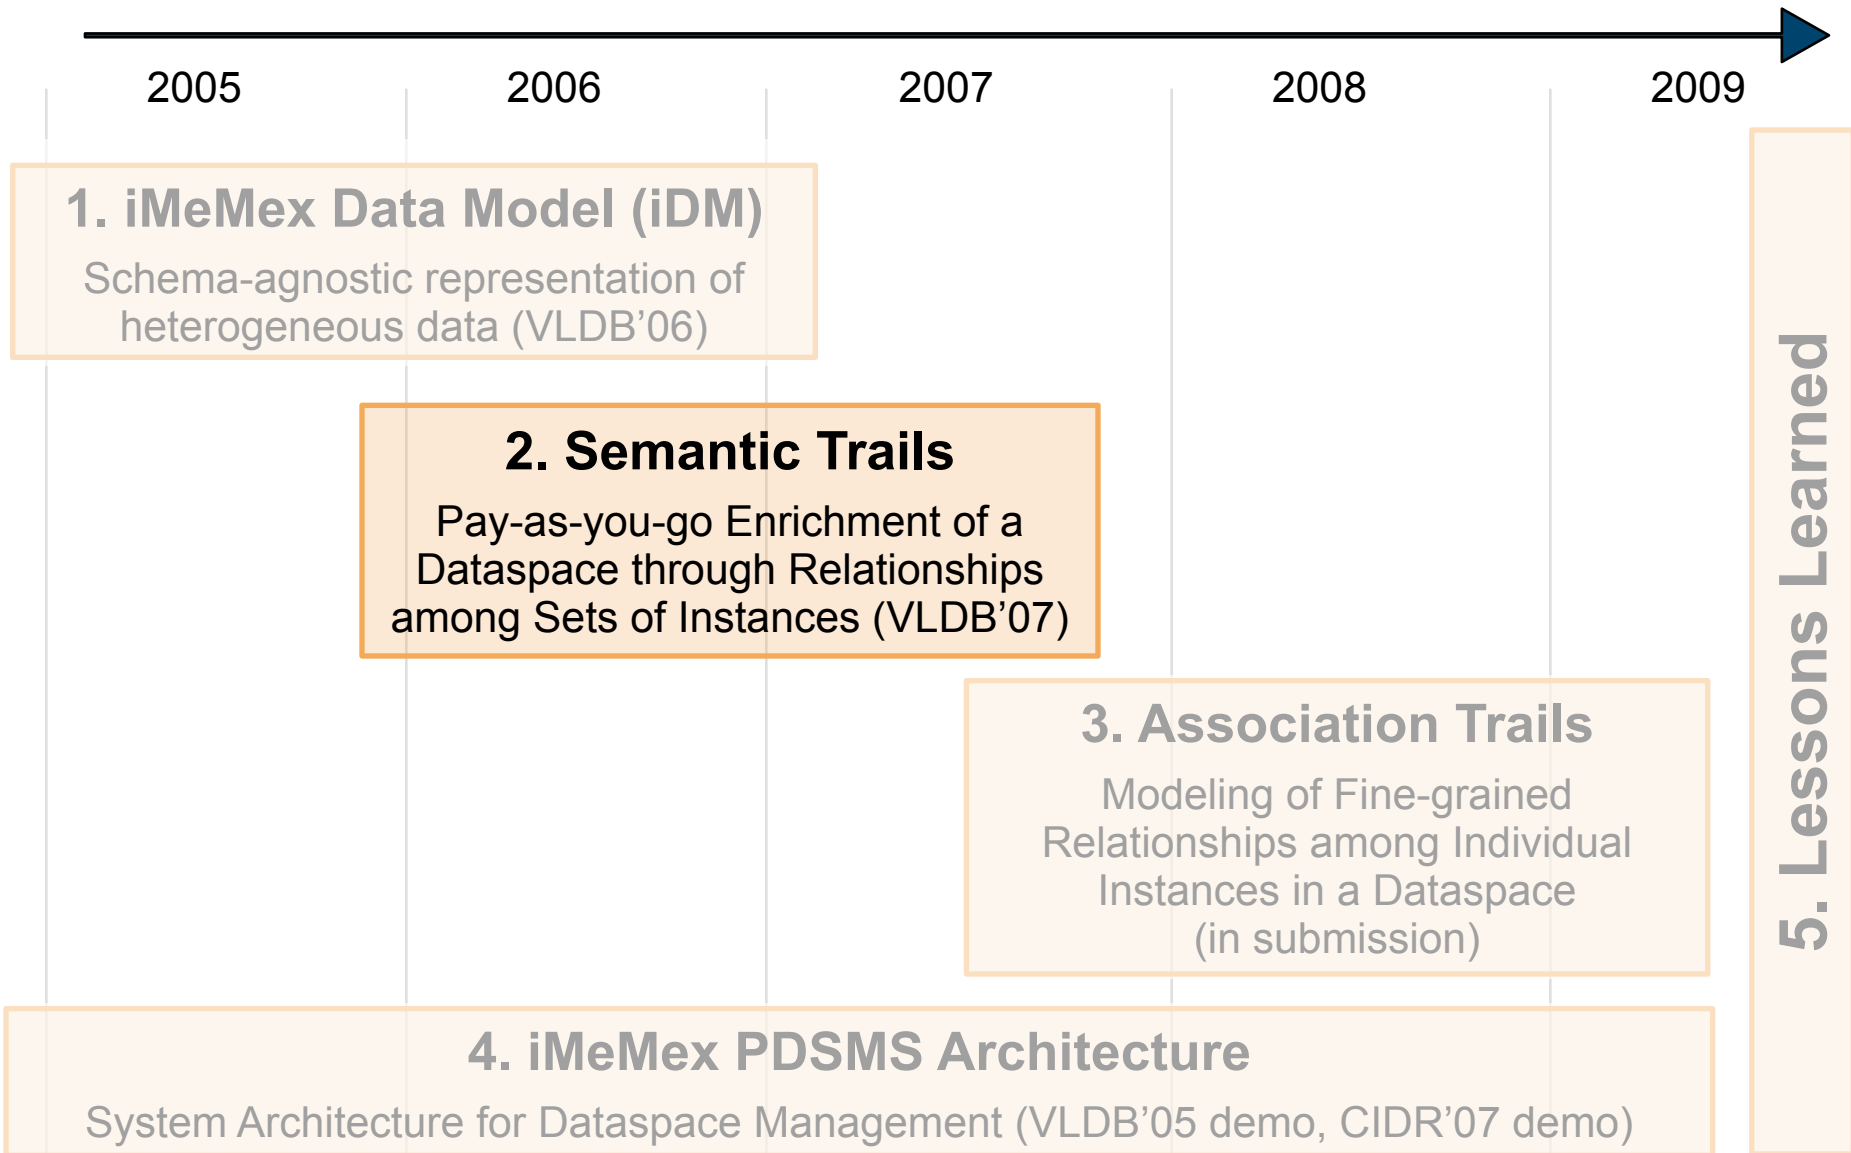 2005 2006 2007 2008 2009
1. iMeMex Data Model (iDM)
Schema-agnostic representation of
heterogeneous data (VLDB’06)
2. Semantic Trails
Pay-as-you-go Enrichment of a
Dataspace through Relationships
among Sets of Instances (VLDB’07)
3. Association Trails
Modeling of Fine-grained
Relationships among Individual
Instances in a Dataspace
(in submission)
4. iMeMex PDSMS Architecture
System Architecture for Dataspace Management (VLDB’05 demo, CIDR’07 demo)
5. Lessons Learned